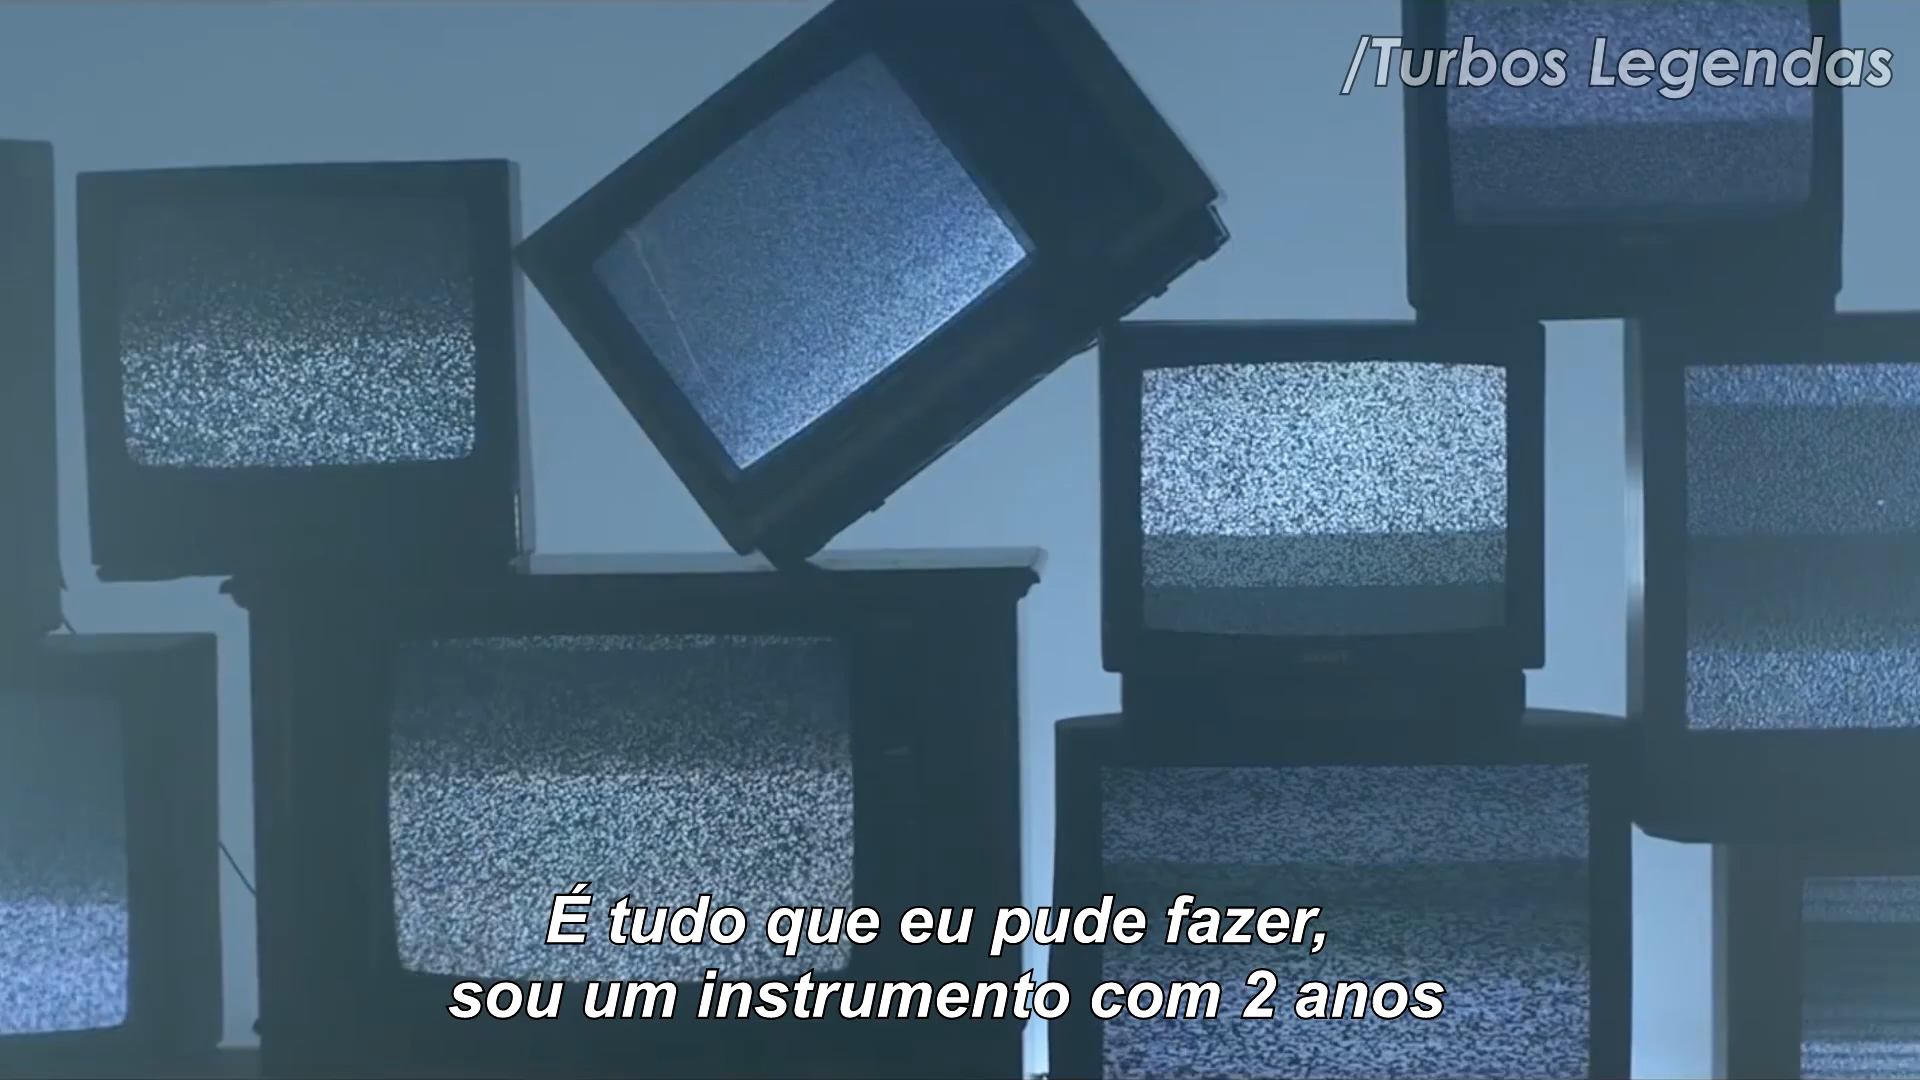 /Turbos Legendas
É tudo que eu pude fazer,
sou um instrumento com 2 anos